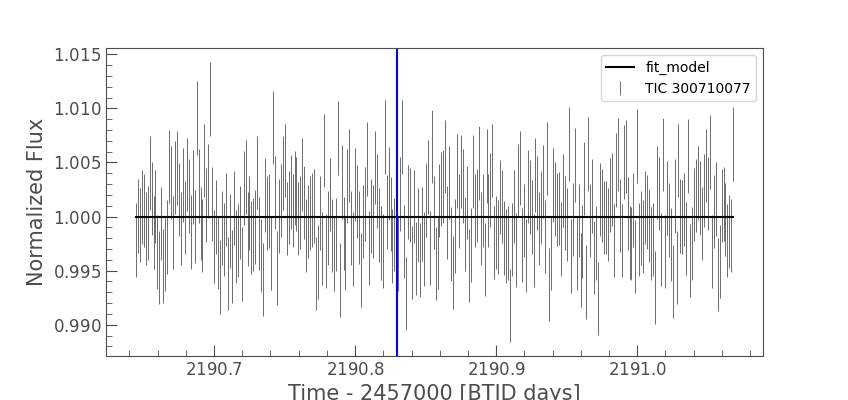 1.015
1.010
1.005
1.000
0.995
0.990
Normalized Flux
fit_model
TIC 300710077
2190.7
2190.8
2190.9
2191.0
Time - 2457000 [BTJD days]